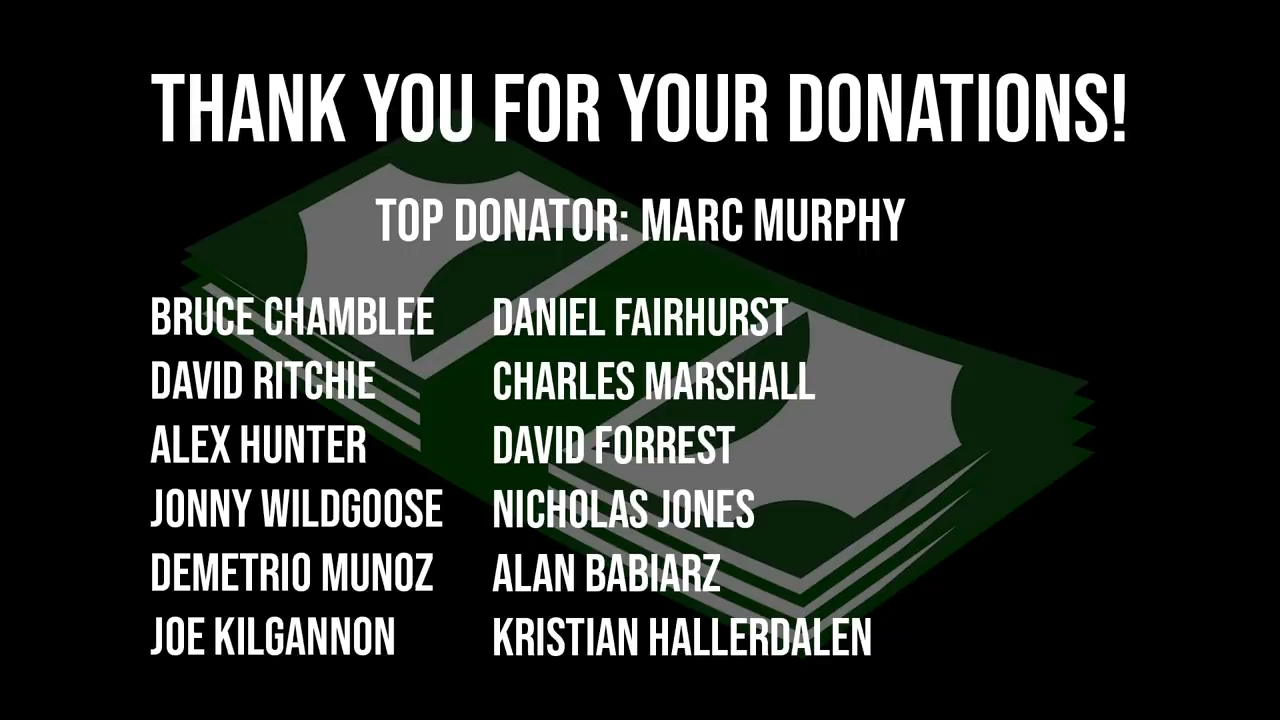 THANK YOU FOR YOUR DONATIONS!
TOP DONATOR: MARC MURPHY
BRUCE CHAMBLEE
DAVID RITCHIE
ALEX HUNTER
JONNY WILDGOOSE
DEMETRIO MUNOZ
JOE KILGANNON
DANIEL FAIRHURST
CHARLES MARSHALL
DAVID FORREST
NICHOLAS JONES
ALAN BABIARZ
KRISTIAN HALLERDALEN